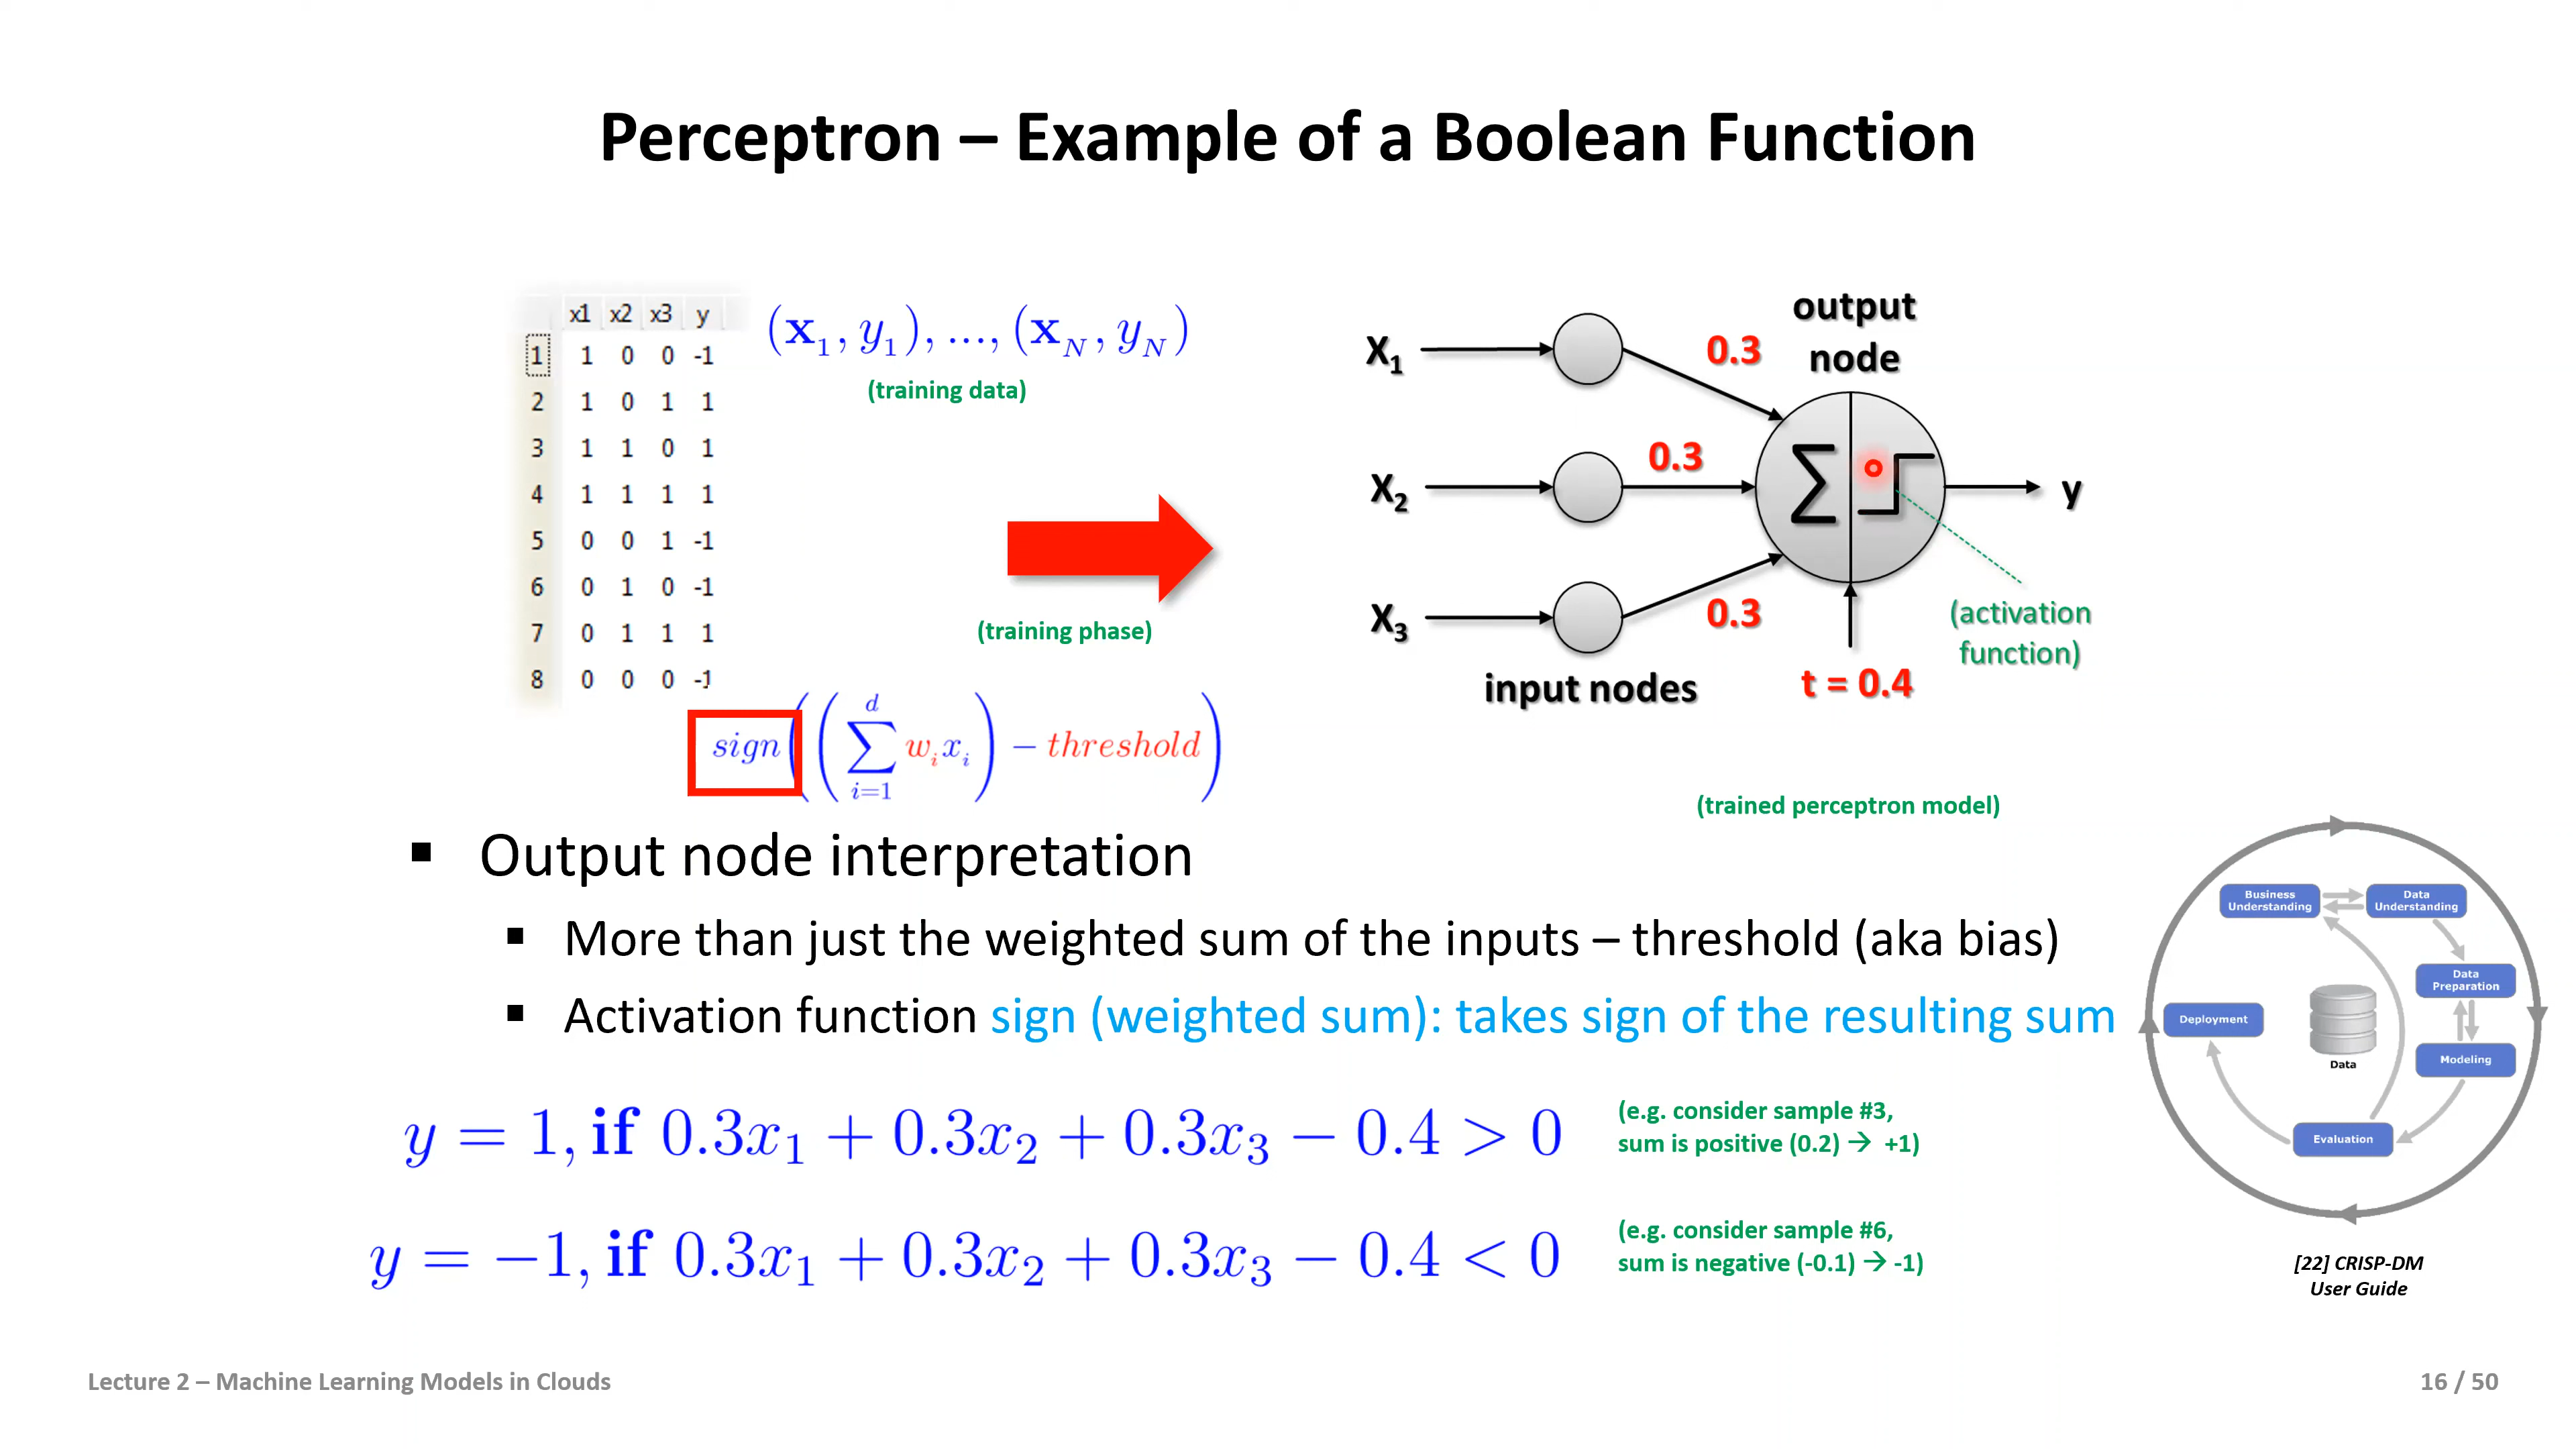 Perceptron – Example of a Boolean Function
x1 x2 x3 y
1 1 0 0 -1
2 1 0 1 1
3 1 1 0 1
4 1 1 1 1
5 0 0 1 -1
6 0 1 0 -1
7 0 1 1 1
8 0 0 0 -1
(x₁, y₁), ..., (x_N, y_N)
(training data)
(training phase)
sign((∑_{i=1}^{d} w_i x_i) − threshold)
X₁
X₂
X₃
0.3
0.3
0.3
output
node
∑
y
input nodes
t = 0.4
(activation
function)
(trained perceptron model)
▪ Output node interpretation
▪ More than just the weighted sum of the inputs – threshold (aka bias)
▪ Activation function sign (weighted sum): takes sign of the resulting sum
y = 1, if 0.3x₁ + 0.3x₂ + 0.3x₃ − 0.4 > 0
(e.g. consider sample #3,
sum is positive (0.2) → +1)
y = −1, if 0.3x₁ + 0.3x₂ + 0.3x₃ − 0.4 < 0
(e.g. consider sample #6,
sum is negative (-0.1) → -1)
Business
Understanding
Data
Understanding
Data
Preparation
Modeling
Evaluation
Deployment
Data
[22] CRISP-DM
User Guide
Lecture 2 – Machine Learning Models in Clouds
16 / 50